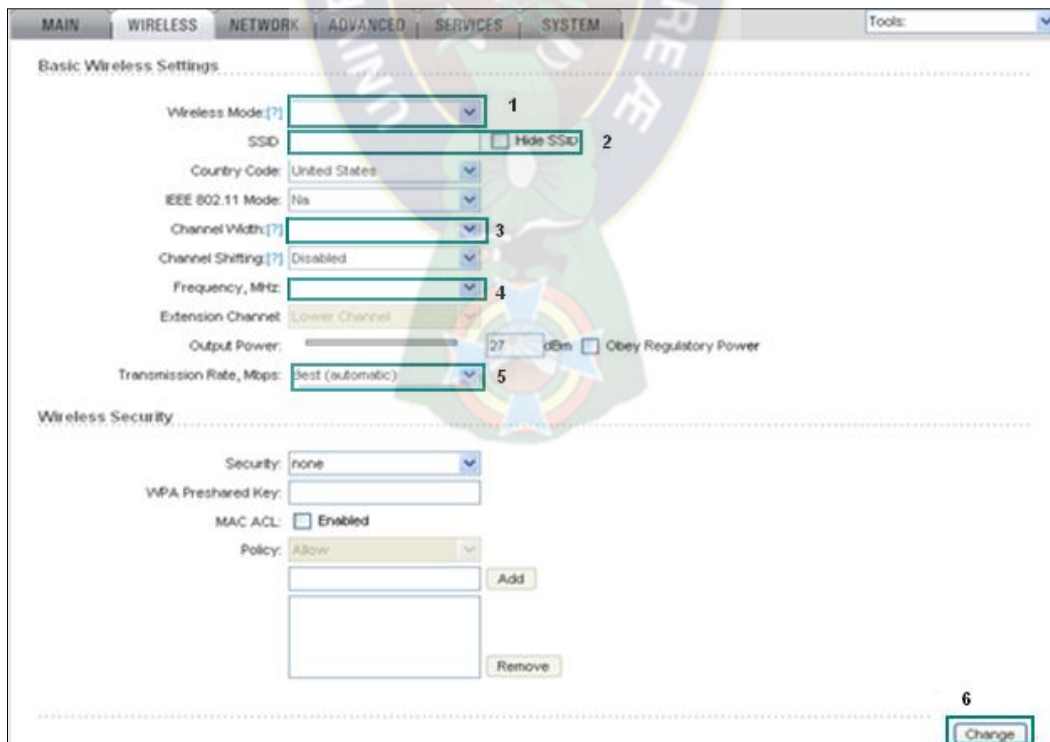 MAIN WIRELESS NETWORK ADVANCED SERVICES SYSTEM Tools:
Basic Wireless Settings
Wireless Mode:[?] 1
SSID Hide SSID 2
Country Code: United States
IEEE 802.11 Mode: Na
Channel Width:[?] 3
Channel Shifting:[?] Disabled
Frequency, MHz: 4
Extension Channel: Lower Channel
Output Power: 27 dBm Obey Regulatory Power
Transmission Rate, Mbps: Best (automatic) 5
Wireless Security
Security: none
WPA Preshared Key:
MAC ACL: Enabled
Policy: Allow
Add
Remove
6
Change